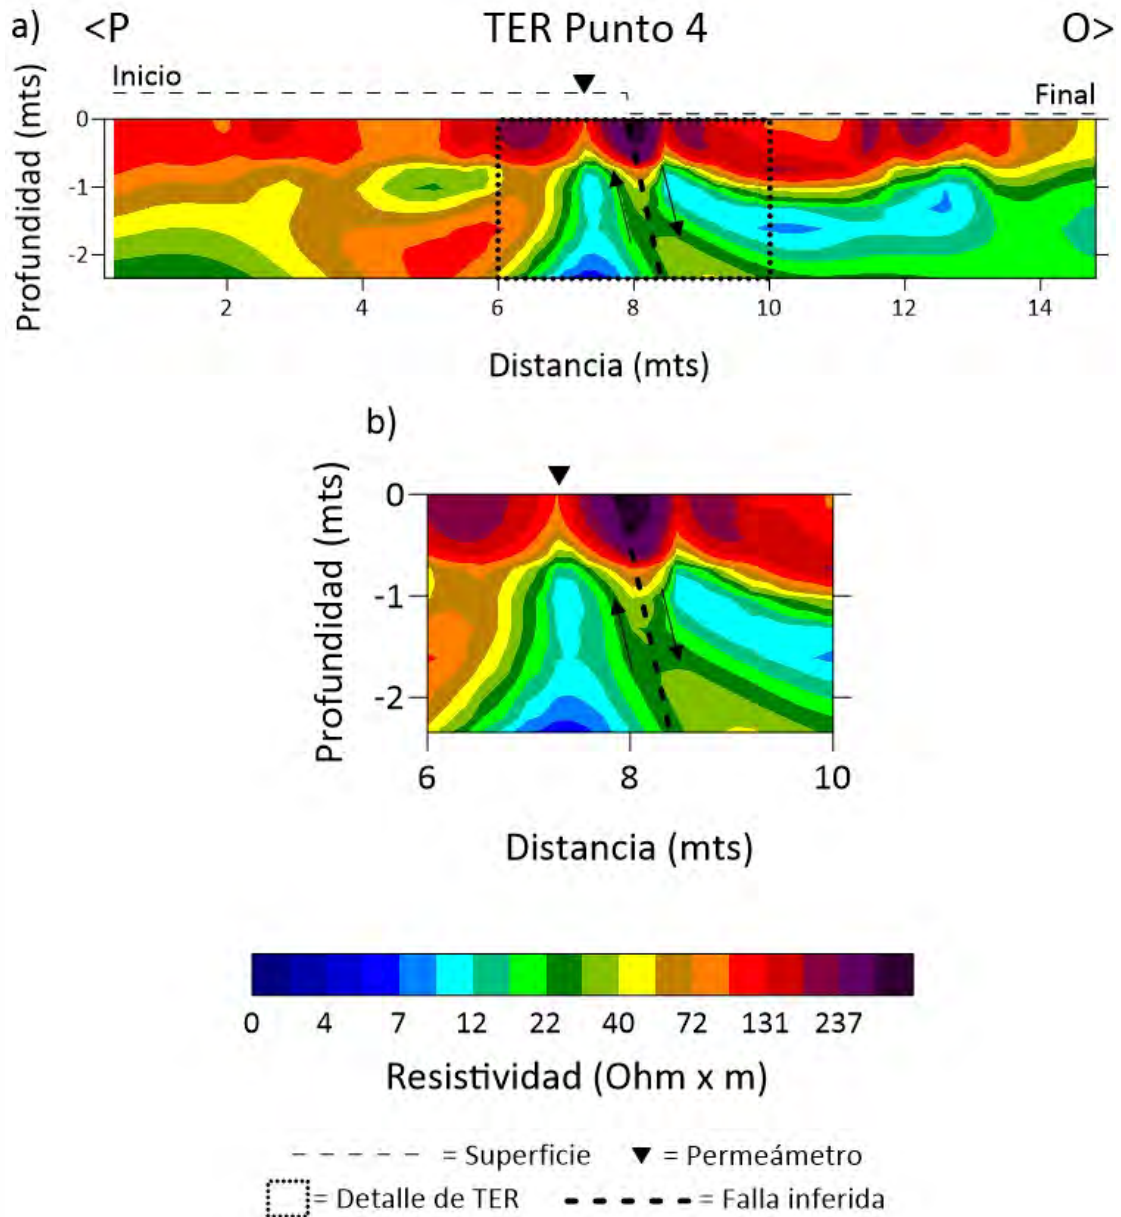 a) <P TER Punto 4 O>
Inicio
Final
Profundidad (mts)
0
-1
-2
2 4 6 8 10 12 14
Distancia (mts)
b)
Profundidad (mts)
0
-1
-2
6 8 10
Distancia (mts)
0 4 7 12 22 40 72 131 237
Resistividad (Ohm x m)
= Superficie = Permeámetro
= Detalle de TER = Falla inferida